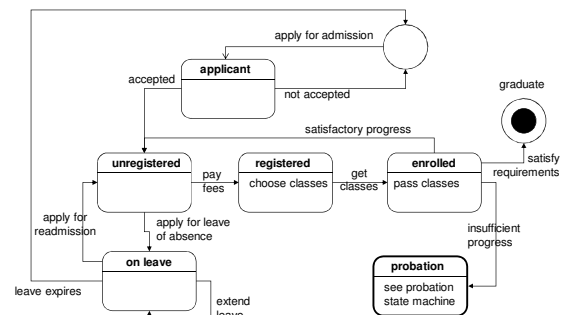 apply for admission
applicant
accepted
not accepted
graduate
satisfactory progress
unregistered
registered
enrolled
satisfy
requirements
pay
fees
choose classes
get
classes
pass classes
apply for
readmission
apply for leave
of absence
insufficient
progress
on leave
probation
see probation
state machine
leave expires
extend
leave